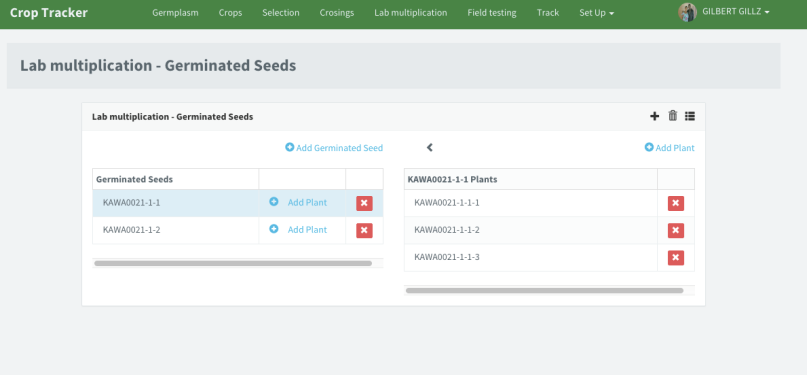 Crop Tracker Germplasm Crops Selection Crosings Lab multiplication Field testing Track Set Up GILBERT GILLZ
Lab multiplication - Germinated Seeds
Lab multiplication - Germinated Seeds
Add Germinated Seed Add Plant
Germinated Seeds
KAWA0021-1-1 Add Plant
KAWA0021-1-2 Add Plant
KAWA0021-1-1 Plants
KAWA0021-1-1-1
KAWA0021-1-1-2
KAWA0021-1-1-3